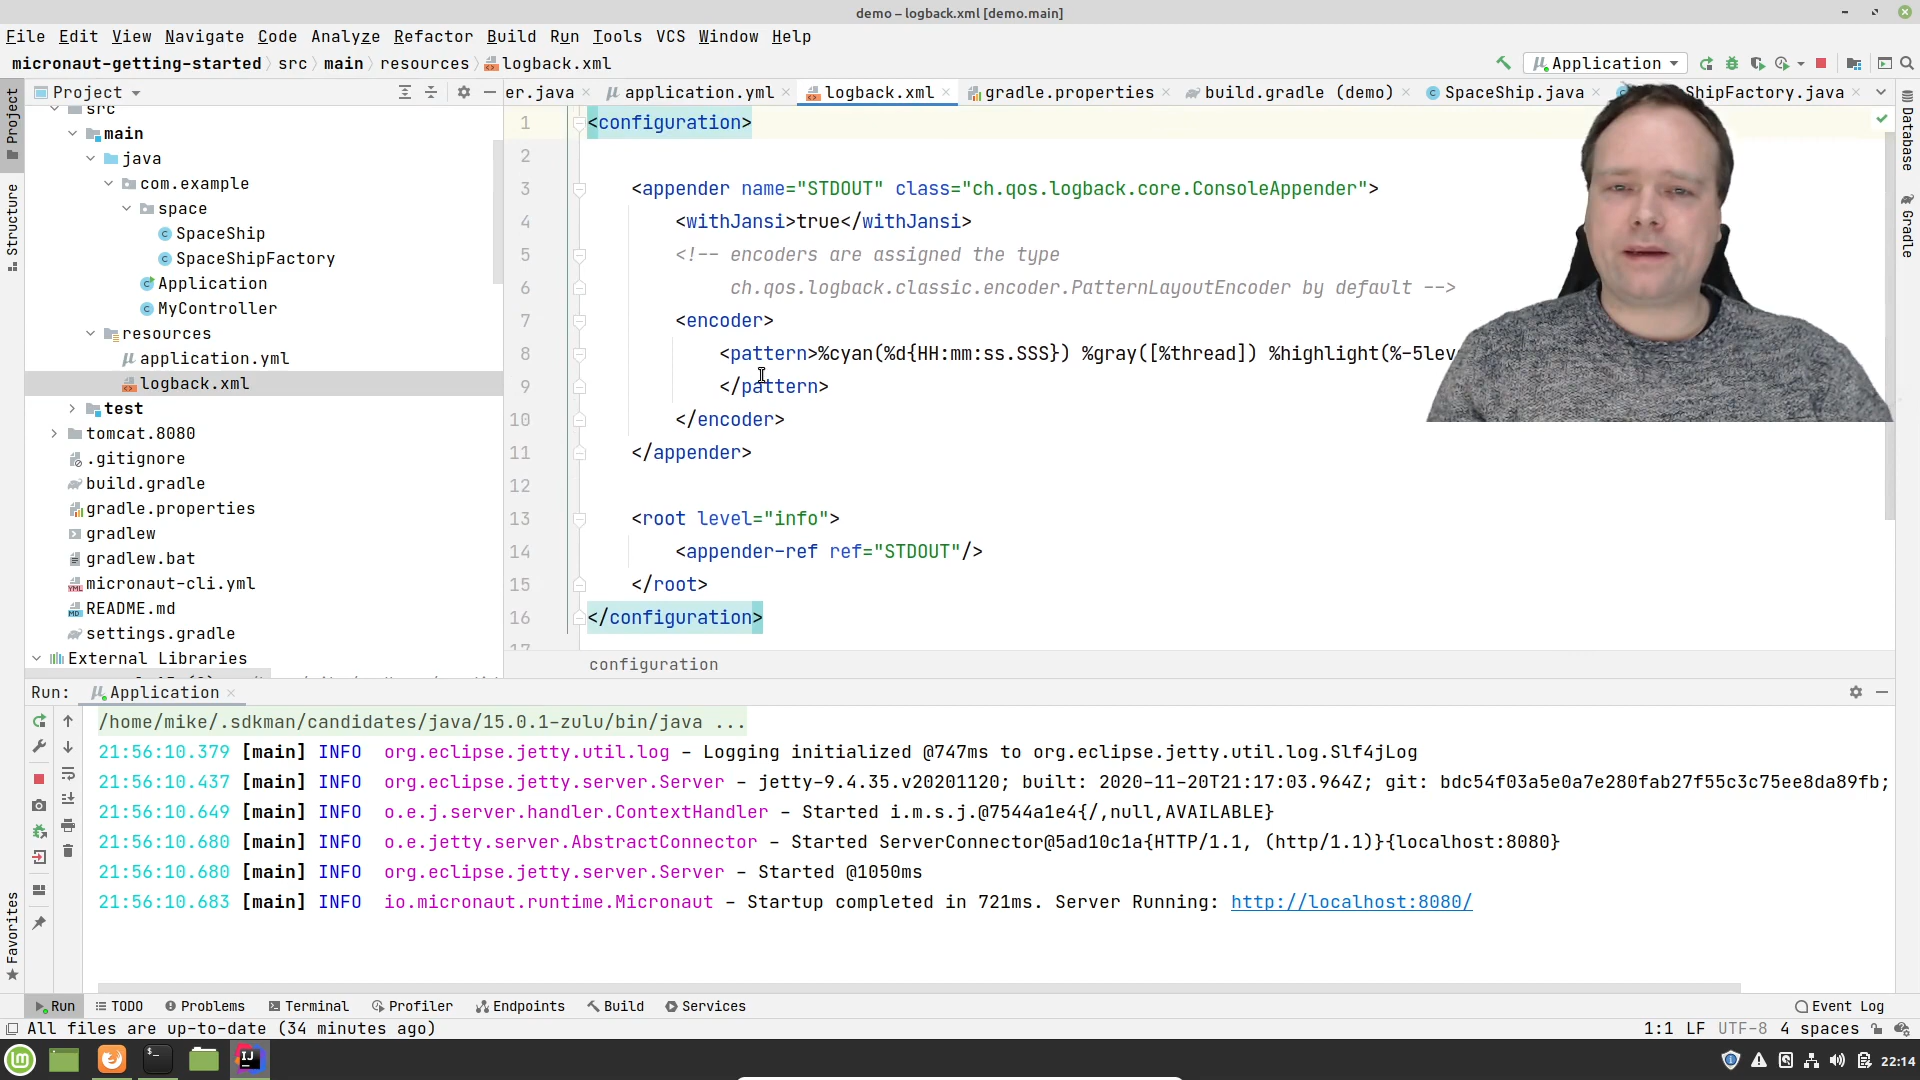 demo – logback.xml [demo.main]
File Edit View Navigate Code Analyze Refactor Build Run Tools VCS Window Help
micronaut-getting-started src main resources logback.xml
Application
Project
er.java application.yml logback.xml gradle.properties build.gradle (demo) SpaceShip.java ShipFactory.java
src
main
java
com.example
space
SpaceShip
SpaceShipFactory
Application
MyController
resources
application.yml
logback.xml
test
tomcat.8080
.gitignore
build.gradle
gradle.properties
gradlew
gradlew.bat
micronaut-cli.yml
README.md
settings.gradle
External Libraries
Project
Structure
Favorites
Database
Gradle
1 <configuration>
2
3 <appender name="STDOUT" class="ch.qos.logback.core.ConsoleAppender">
4 <withJansi>true</withJansi>
5 <!-- encoders are assigned the type
6 ch.qos.logback.classic.encoder.PatternLayoutEncoder by default -->
7 <encoder>
8 <pattern>%cyan(%d{HH:mm:ss.SSS}) %gray([%thread]) %highlight(%-5lev
9 </pattern>
10 </encoder>
11 </appender>
12
13 <root level="info">
14 <appender-ref ref="STDOUT"/>
15 </root>
16 </configuration>
17
configuration
Run: Application
/home/mike/.sdkman/candidates/java/15.0.1-zulu/bin/java ...
21:56:10.379 [main] INFO org.eclipse.jetty.util.log - Logging initialized @747ms to org.eclipse.jetty.util.log.Slf4jLog
21:56:10.437 [main] INFO org.eclipse.jetty.server.Server - jetty-9.4.35.v20201120; built: 2020-11-20T21:17:03.964Z; git: bdc54f03a5e0a7e280fab27f55c3c75ee8da89fb;
21:56:10.649 [main] INFO o.e.j.server.handler.ContextHandler - Started i.m.s.j.@7544a1e4{/,null,AVAILABLE}
21:56:10.680 [main] INFO o.e.jetty.server.AbstractConnector - Started ServerConnector@5ad10c1a{HTTP/1.1, (http/1.1)}{localhost:8080}
21:56:10.680 [main] INFO org.eclipse.jetty.server.Server - Started @1050ms
21:56:10.683 [main] INFO io.micronaut.runtime.Micronaut - Startup completed in 721ms. Server Running: http://localhost:8080/
Run TODO Problems Terminal Profiler Endpoints Build Services Event Log
All files are up-to-date (34 minutes ago) 1:1 LF UTF-8 4 spaces
22:14